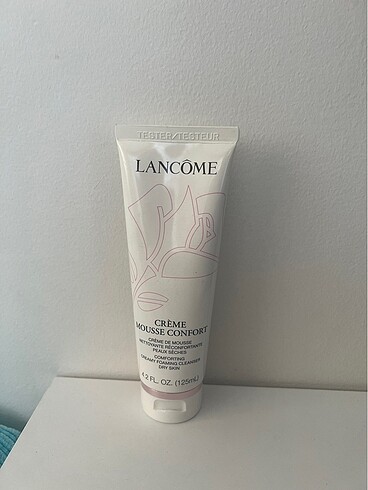 TESTER/TESTEUR
LANCÔME
CRÈME
MOUSSE CONFORT
CRÈME DE MOUSSE
NETTOYANTE RÉCONFORTANTE
PEAUX SÈCHES
COMFORTING
CREAMY FOAMING CLEANSER
DRY SKIN
4.2 FL. OZ. (125mL)